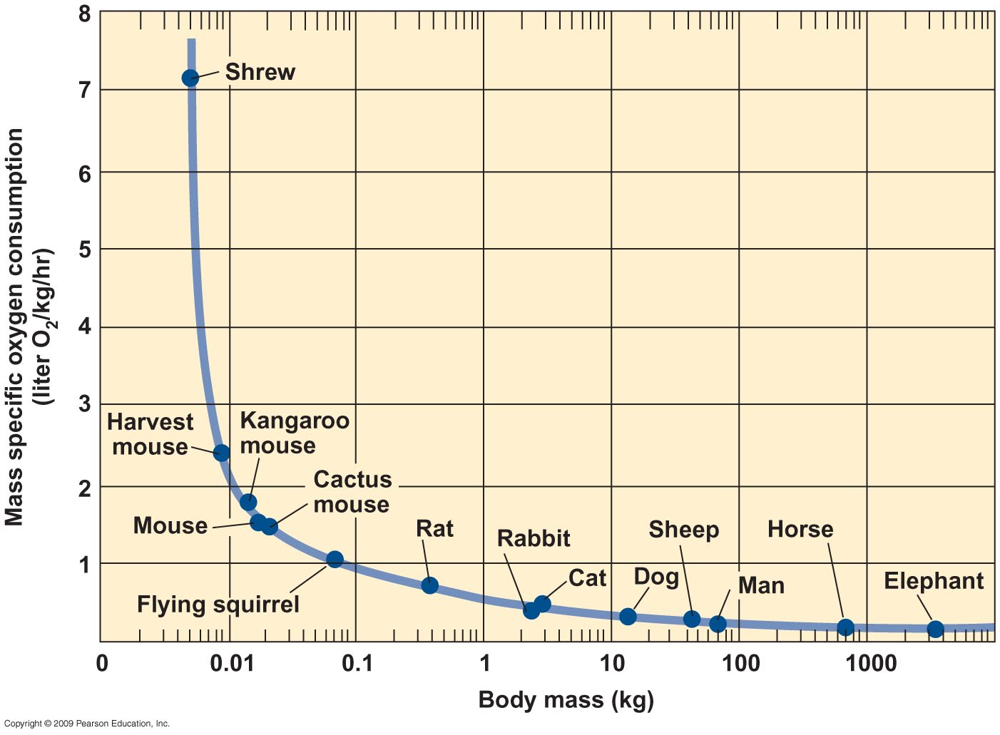 Mass specific oxygen consumption
(liter O₂/kg/hr)
8
7
6
5
4
3
2
1
Shrew
Harvest
mouse
Kangaroo
mouse
Cactus
mouse
Mouse
Flying squirrel
Rat
Rabbit
Cat
Dog
Sheep
Man
Horse
Elephant
0 0.01 0.1 1 10 100 1000
Body mass (kg)
Copyright © 2009 Pearson Education, Inc.